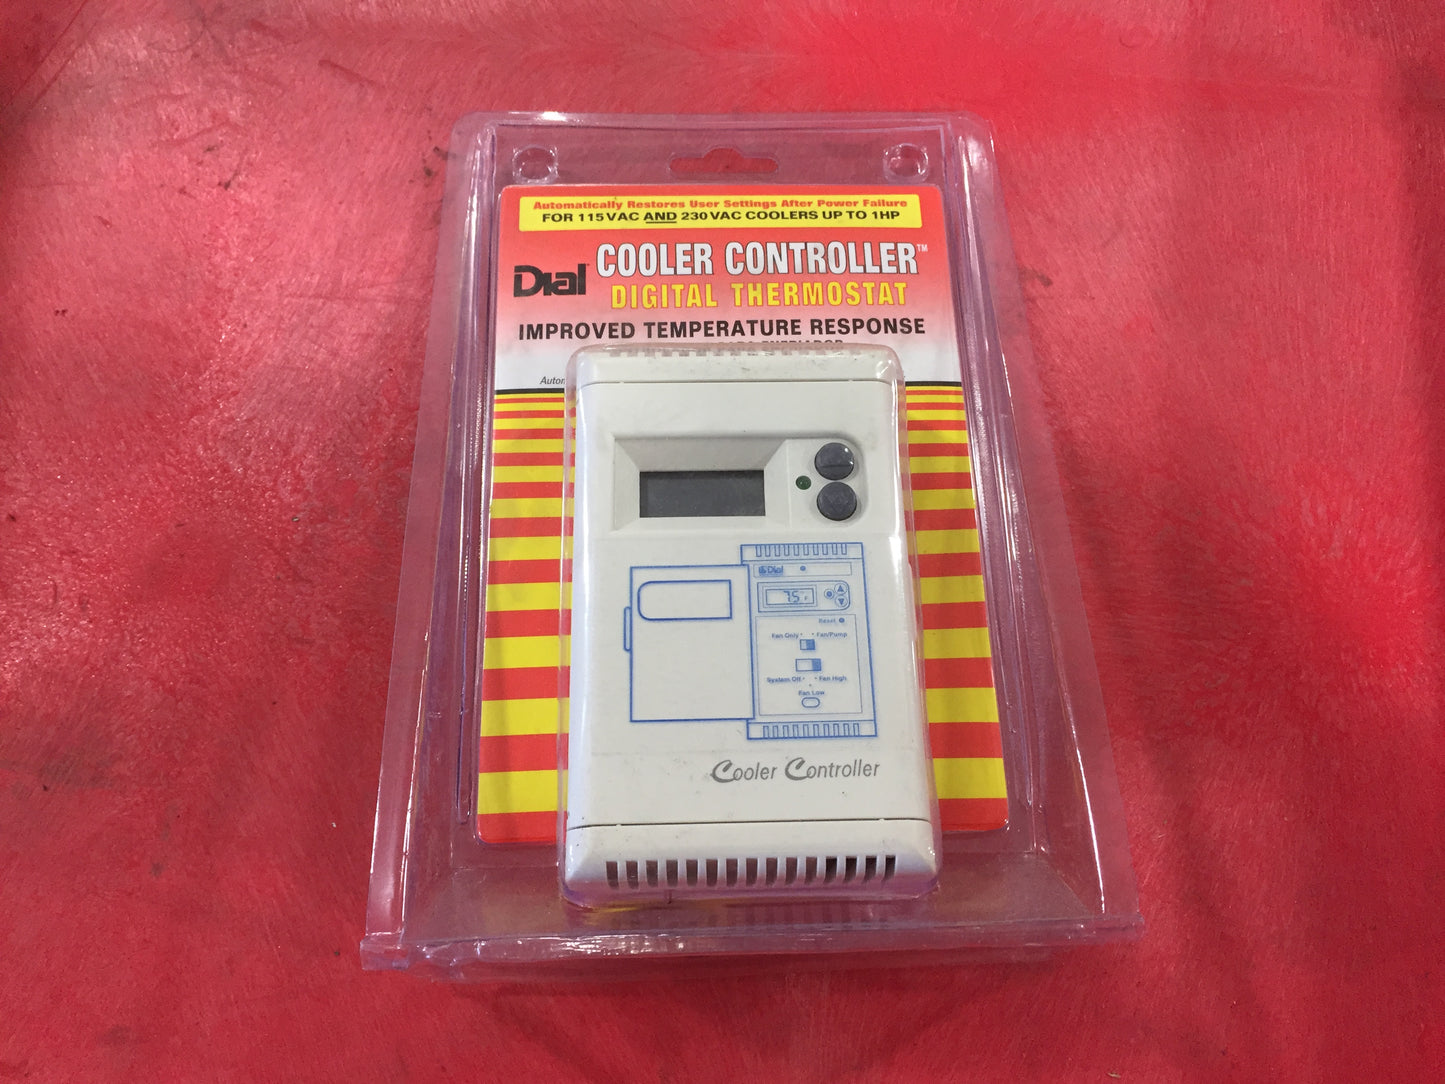 Automatically Restores User Settings After Power Failure
FOR 115VAC AND 230VAC COOLERS UP TO 1HP
Dial
COOLER CONTROLLER™
DIGITAL THERMOSTAT
IMPROVED TEMPERATURE RESPONSE
Dial
75
Reset
Fan Only • • Fan/Pump
System Off • • Fan High
Fan Low
Cooler Controller